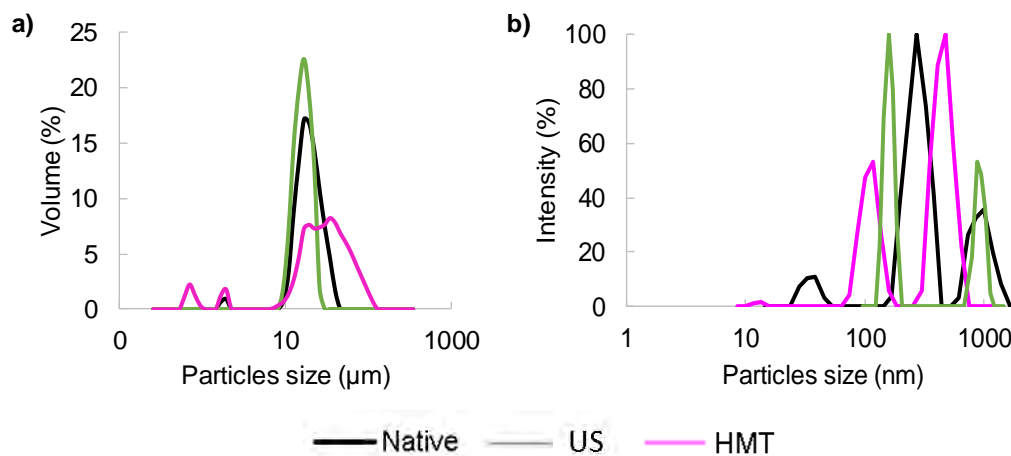 a)
25
20
15
10
5
0
Volume (%)
0 10 1000
Particles size (µm)
b)
100
80
60
40
20
0
Intensity (%)
1 10 100 1000
Particles size (nm)
Native US HMT